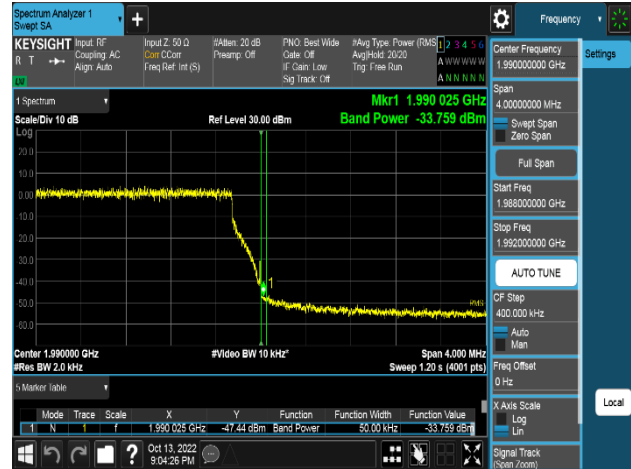 Spectrum Analyzer 1
Swept SA
+
Frequency
KEYSIGHT
R T
LV
Input: RF
Coupling: AC
Align: Auto
Input Z: 50 Ω
Corr CCorr
Freq Ref: Int (S)
#Atten: 20 dB
Preamp: Off
PNO: Best Wide
Gate: Off
IF Gain: Low
Sig Track: Off
#Avg Type: Power (RMS)
Avg|Hold: 20/20
Trig: Free Run
1 2 3 4 5 6
A W W W W W
A N N N N N
1 Spectrum
Scale/Div 10 dB
Ref Level 30.00 dBm
Mkr1 1.990 025 GHz
Band Power -33.759 dBm
Log
20.0
10.0
0.00
-10.0
-20.0
-30.0
-40.0
-50.0
-60.0
1
RMS
Center 1.990000 GHz
#Video BW 10 kHz*
Span 4.000 MHz
#Res BW 2.0 kHz
Sweep 1.20 s (4001 pts)
5 Marker Table
Mode Trace Scale X Y Function Function Width Function Value
1 N 1 f 1.990 025 GHz -47.44 dBm Band Power 50.00 kHz -33.759 dBm
?
Oct 13, 2022
9:04:26 PM
Center Frequency
1.990000000 GHz
Span
4.00000000 MHz
Swept Span
Zero Span
Full Span
Start Freq
1.988000000 GHz
Stop Freq
1.992000000 GHz
AUTO TUNE
CF Step
400.000 kHz
Auto
Man
Freq Offset
0 Hz
X Axis Scale
Log
Lin
Signal Track
(Span Zoom)
Settings
Local